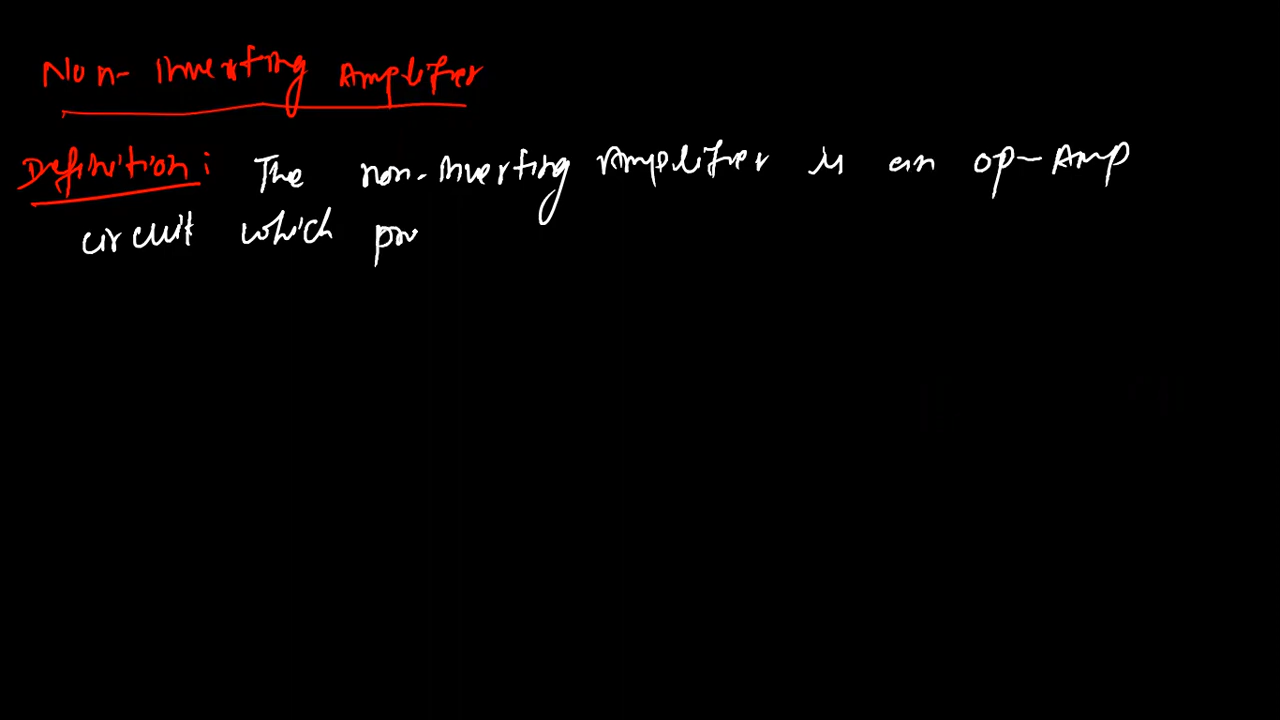 Non-Inverting Amplifier
Definition: The non-inverting Amplifier is an op-Amp
circuit which pro